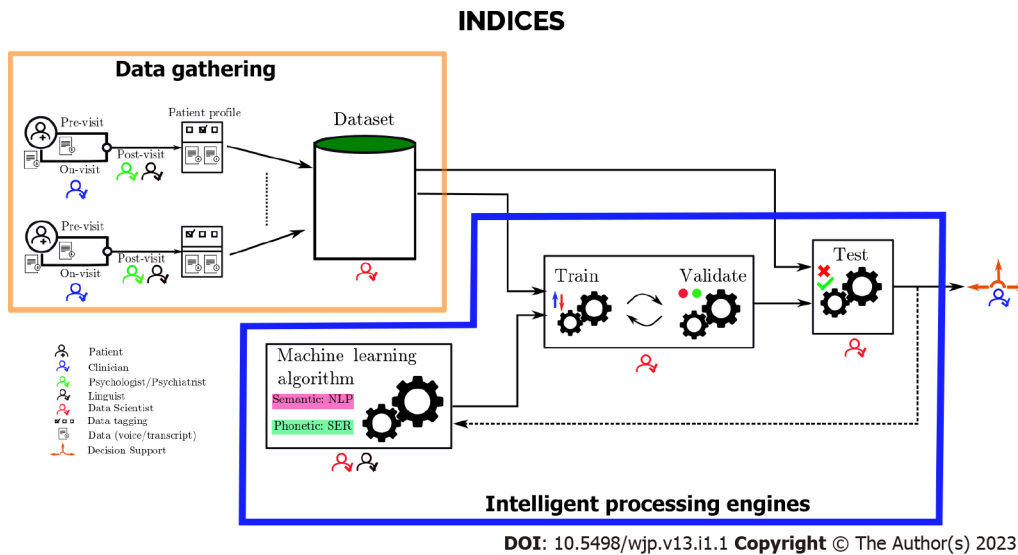 INDICES
Data gathering
Patient profile
Dataset
Pre-visit
Post-visit
On-visit
Pre-visit
Post-visit
On-visit
Train
Validate
Test
Machine learning
algorithm
Semantic: NLP
Phonetic: SER
Patient
Clinician
Psychologist/Psychiatrist
Linguist
Data Scientist
Data tagging
Data (voice/transcript)
Decision Support
Intelligent processing engines
DOI: 10.5498/wjp.v13.i1.1 Copyright © The Author(s) 2023